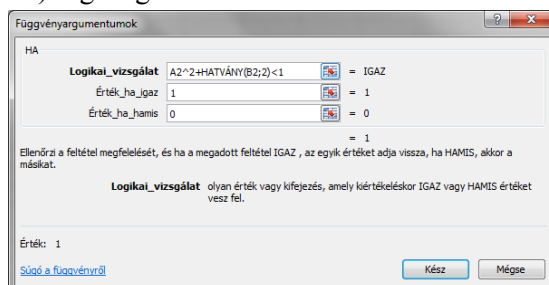 Függvényargumentumok
HA
Logikai_vizsgálat A2^2+HATVÁNY(B2;2)<1 = IGAZ
Érték_ha_igaz 1 = 1
Érték_ha_hamis 0 = 0
= 1
Ellenőrzi a feltétel megfelelését, és ha a megadott feltétel IGAZ , az egyik értéket adja vissza, ha HAMIS, akkor a
másikat.
Logikai_vizsgálat olyan érték vagy kifejezés, amely kiértékeléskor IGAZ vagy HAMIS értéket
vesz fel.
Érték: 1
Súgó a függvényről Kész Mégse